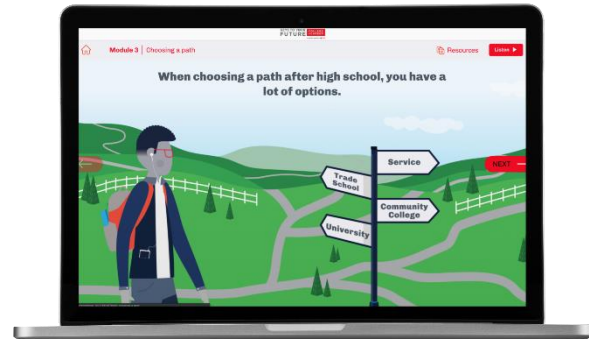 FUTURE
Module 3 | Choosing a path
Resources
Listen
When choosing a path after high school, you have a
lot of options.
Service
Trade
School
Community
College
University
NEXT